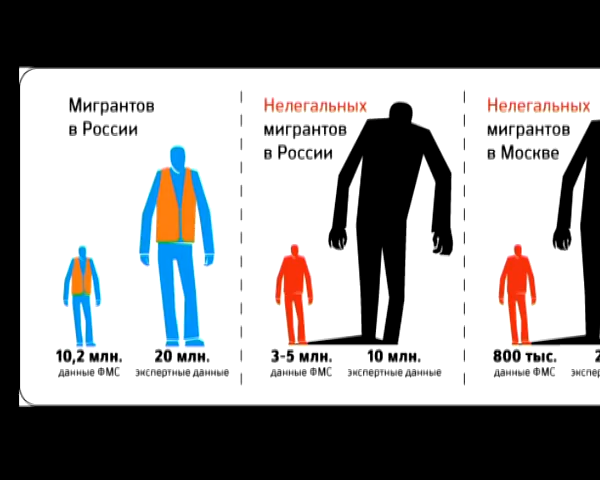 Мигрантов
в России
10,2 млн.
данные ФМС
20 млн.
экспертные данные
Нелегальных
мигрантов
в России
3-5 млн.
данные ФМС
10 млн.
экспертные данные
Нелегальных
мигрантов
в Москве
800 тыс.
данные ФМС
2